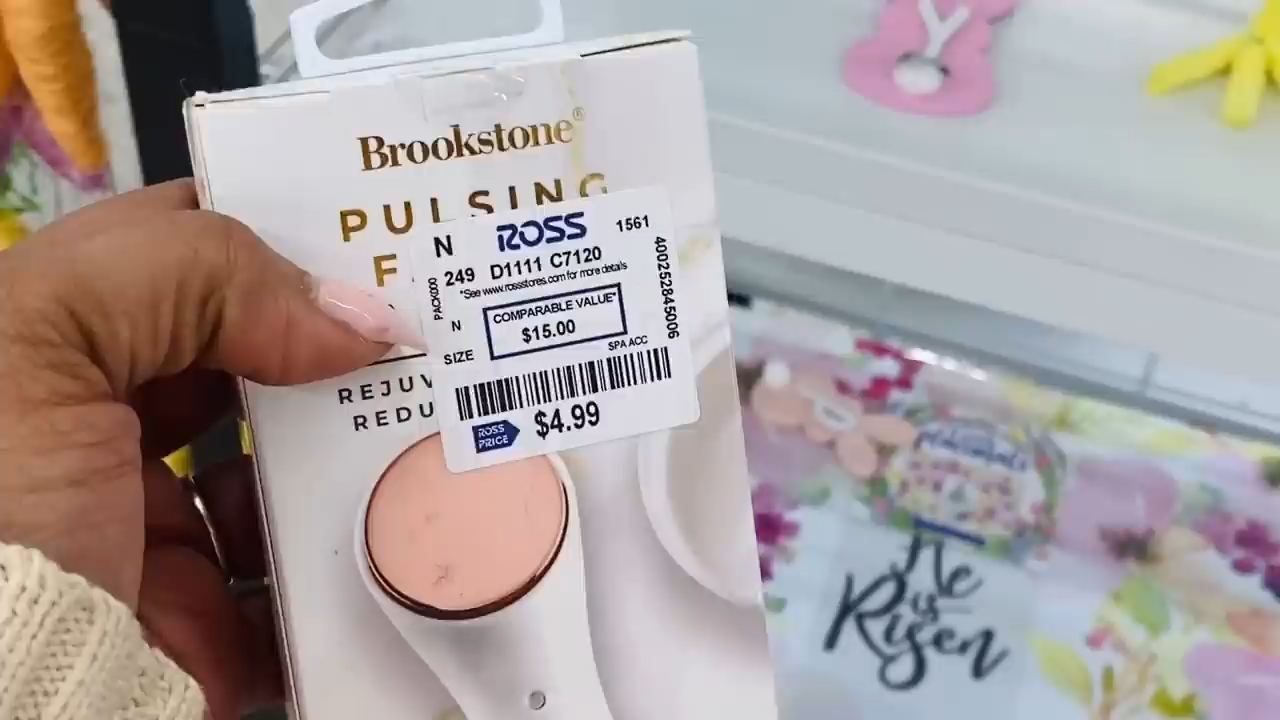 Brookstone®
PULSING
F
N ROSS 1561
249 D1111 C7120
*See www.rossstores.com for more details
PACK000
400252845006
N
COMPARABLE VALUE*
$15.00
SIZE
SPA ACC
ROSS
PRICE
$4.99
REJUV
REDU
Y
He
is
Risen